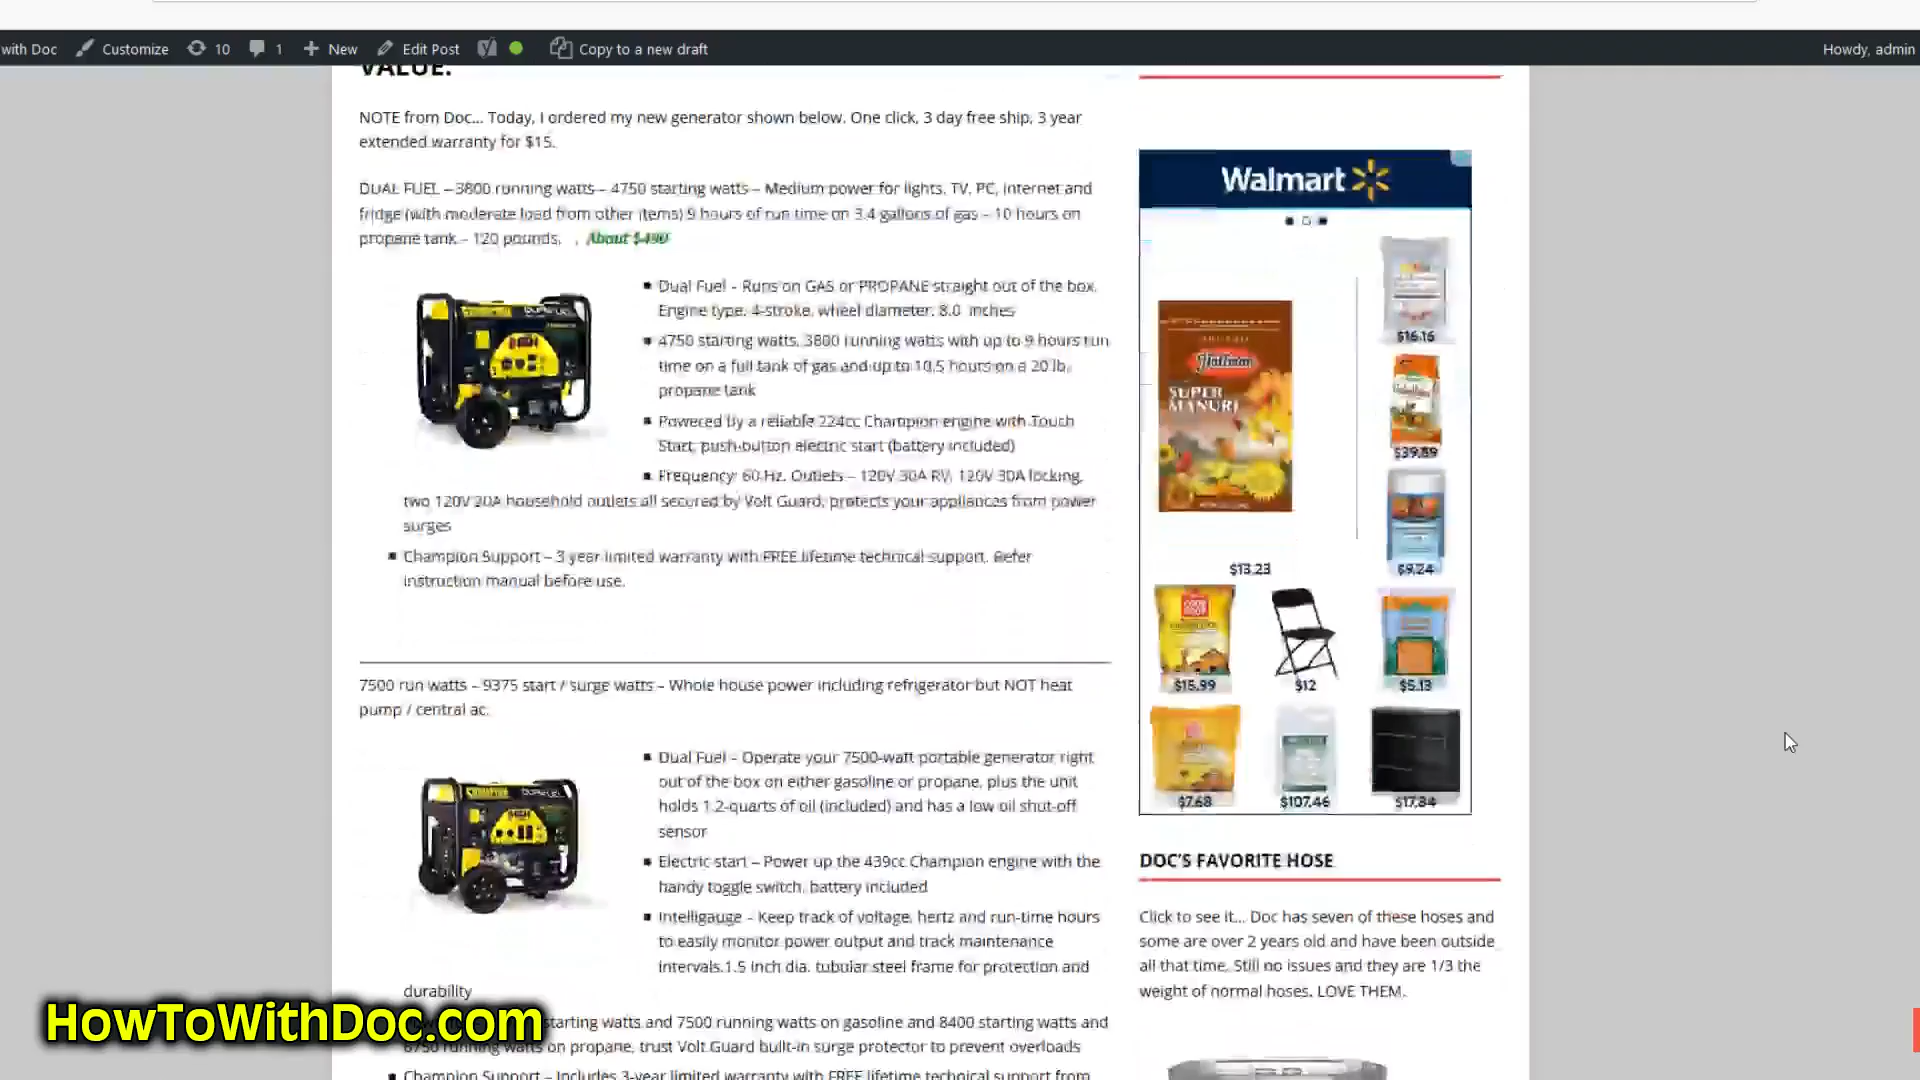 with Doc Customize 10 1 New Edit Post Copy to a new draft Howdy, admin
VALUE.
NOTE from Doc... Today, I ordered my new generator shown below. One click, 3 day free ship, 3 year
extended warranty for $15.
DUAL FUEL – 3800 running watts – 4750 starting watts – Medium power for lights, TV, PC, internet and
fridge (with moderate load from other items) 9 hours of run time on 3.4 gallons of gas – 10 hours on
propane tank – 120 pounds. . About $490
Dual Fuel – Runs on GAS or PROPANE straight out of the box.
Engine type: 4-stroke, wheel diameter: 8.0 inches
4750 starting watts, 3800 running watts with up to 9 hours run
time on a full tank of gas and up to 10.5 hours on a 20 lb.
propane tank
Powered by a reliable 224cc Champion engine with Touch
Start, push-button electric start (battery included)
Frequency: 60 Hz. Outlets – 120V 30A RV, 120V 30A locking,
two 120V 20A household outlets all secured by Volt Guard, protects your appliances from power
surges
Champion Support – 3 year limited warranty with FREE lifetime technical support. Refer
instruction manual before use.
7500 run watts – 9375 start / surge watts – Whole house power including refrigerator but NOT heat
pump / central ac.
Dual Fuel – Operate your 7500-watt portable generator right
out of the box on either gasoline or propane, plus the unit
holds 1.2-quarts of oil (included) and has a low oil shut-off
sensor
Electric start – Power up the 439cc Champion engine with the
handy toggle switch, battery included
Intelligauge – Keep track of voltage, hertz and run-time hours
to easily monitor power output and track maintenance
intervals.1.5 inch dia. tubular steel frame for protection and
durability
starting watts and 7500 running watts on gasoline and 8400 starting watts and
6750 running watts on propane, trust Volt Guard built-in surge protector to prevent overloads
Champion Support – Includes 3-year limited warranty with FREE lifetime technical support from
HowToWithDoc.com
Walmart
Hoffman
SUPER
MANURE
$16.16
$39.89
$13.23
$9.24
$15.99 $12 $5.13
$7.68 $107.46 $17.84
DOC'S FAVORITE HOSE
Click to see it... Doc has seven of these hoses and
some are over 2 years old and have been outside
all that time. Still no issues and they are 1/3 the
weight of normal hoses. LOVE THEM.